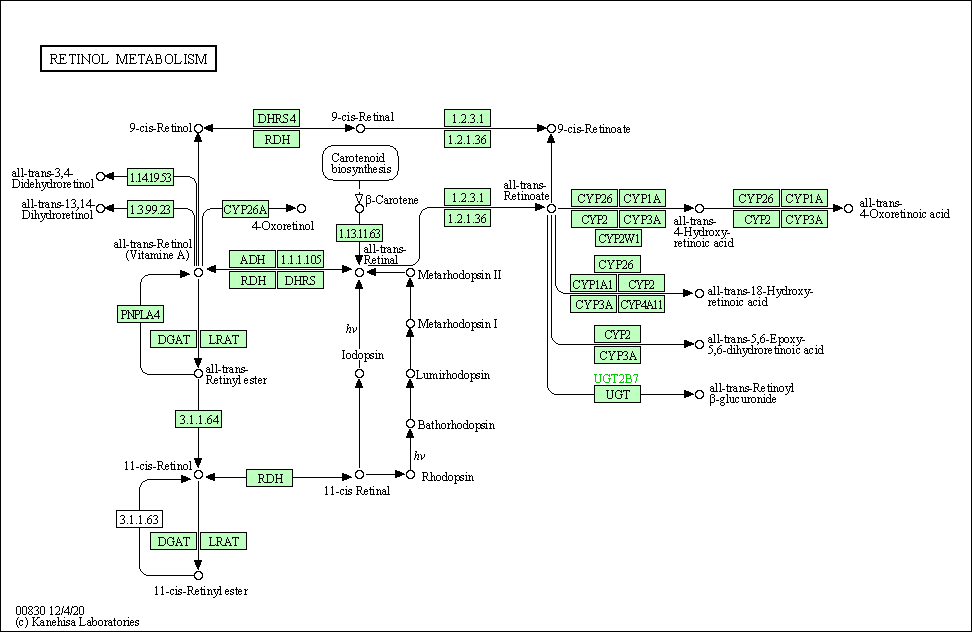 RETINOL METABOLISM
DHRS4
9-cis-Retinal
1.2.3.1
9-cis-Retinol
9-cis-Retinoate
RDH
1.2.1.36
Carotenoid
biosynthesis
all-trans-3,4-
Didehydroretinol
1.14.19.53
β-Carotene
1.2.3.1
1.2.1.36
all-trans-
Retinoate
CYP26
CYP1A
CYP2
CYP3A
CYP2W1
all-trans-
4-Hydroxy-
retinoic acid
CYP26
CYP1A
CYP2
CYP3A
all-trans-
4-Oxoretinoic acid
all-trans-13,14-
Dihydroretinol
1.3.99.23
CYP26A
4-Oxoretinol
1.13.11.63
all-trans-
Retinal
all-trans-Retinol
(Vitamine A)
ADH
1.1.1.105
RDH
DHRS
Metarhodopsin II
CYP26
CYP1A1
CYP2
CYP3A
CYP4A11
all-trans-18-Hydroxy-
retinoic acid
PNPLA4
hν
Metarhodopsin I
DGAT
LRAT
Iodopsin
CYP2
CYP3A
all-trans-5,6-Epoxy-
5,6-dihydroretinoic acid
all-trans-
Retinyl ester
Lumirhodopsin
UGT2B7
UGT
all-trans-Retinoyl
β-glucuronide
3.1.1.64
Bathorhodopsin
hν
11-cis-Retinol
RDH
11-cis Retinal
Rhodopsin
3.1.1.63
DGAT
LRAT
11-cis-Retinyl ester
00830 12/4/20
(c) Kanehisa Laboratories